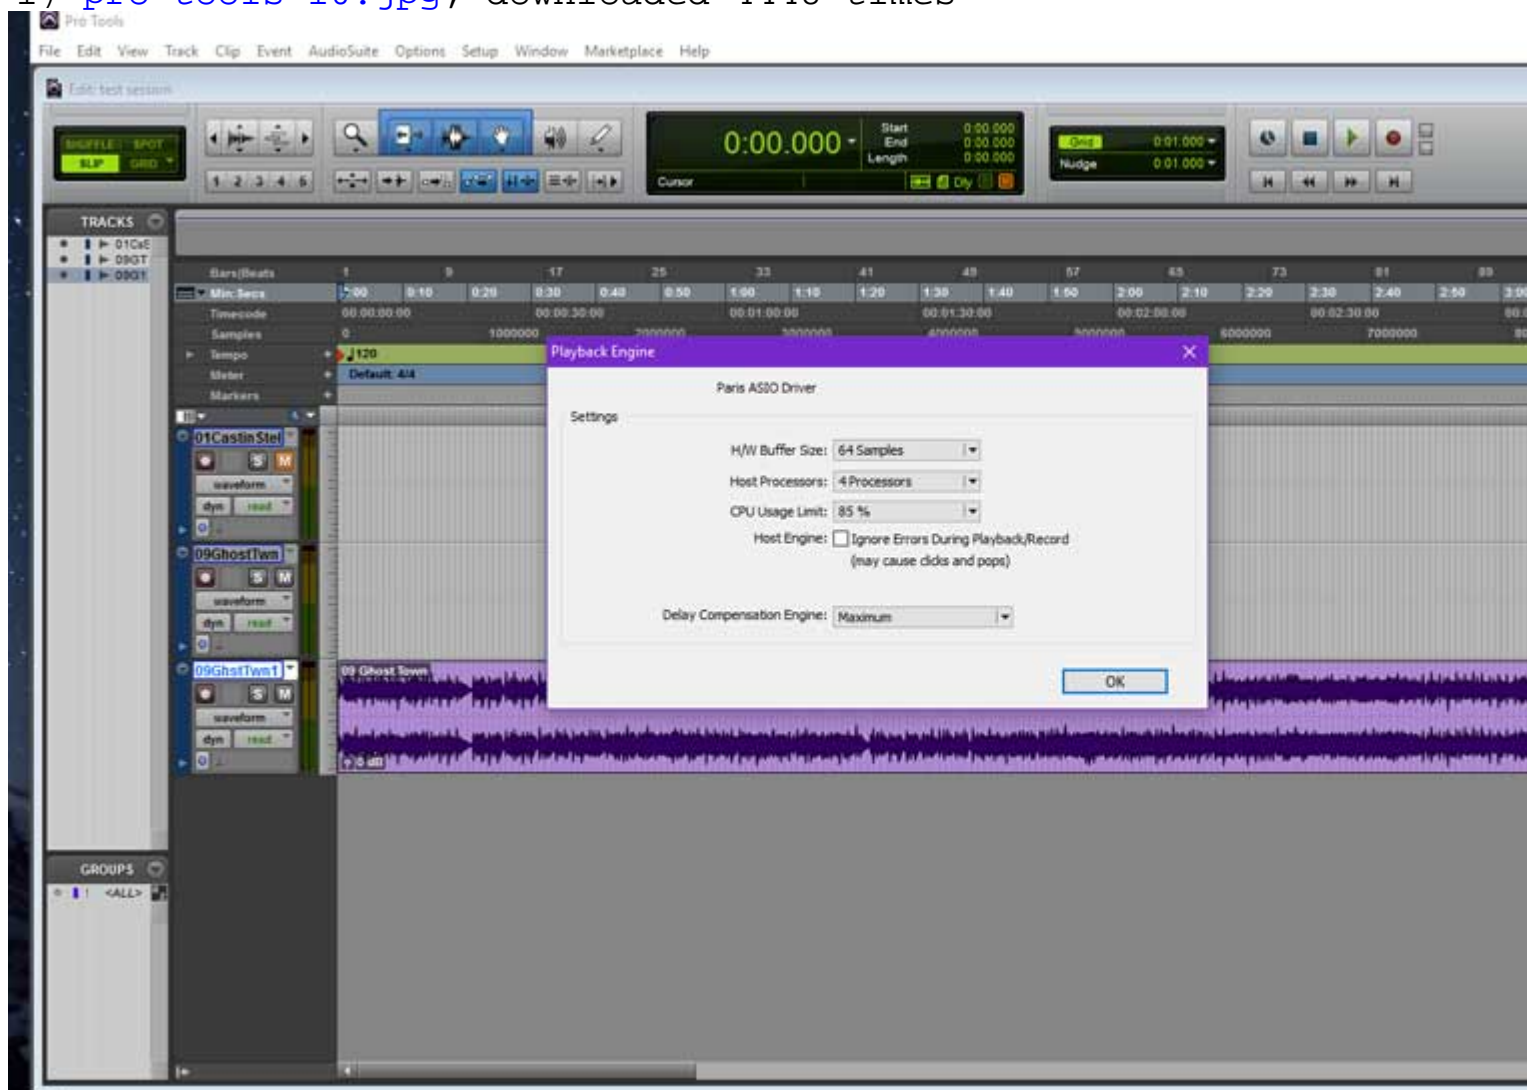 Pro Tools
File Edit View Track Clip Event AudioSuite Options Setup Window Marketplace Help
Edit: test session
SHUFFLE SPOT
SLIP GRID
1 2 3 4 5
0:00.000
Start 0:00.000
End 0:00.000
Length 0:00.000
Cursor
Dly
Grid 0:01.000
Nudge 0:01.000
TRACKS
01CaS
09GT
09GT
Bars|Beats 1 9 17 25 33 41 49 57 65 73 81 89
Min:Secs 0:00 0:10 0:20 0:30 0:40 0:50 1:00 1:10 1:20 1:30 1:40 1:50 2:00 2:10 2:20 2:30 2:40 2:50
Timecode 00:00:00:00 00:00:30:00 00:01:00:00 00:01:30:00 00:02:00:00 00:02:30:00
Samples 0 1000000 2000000 3000000 4000000 5000000 6000000 7000000
Tempo 120
Meter Default: 4/4
Markers
Playback Engine
Paris ASIO Driver
Settings
H/W Buffer Size: 64 Samples
Host Processors: 4 Processors
CPU Usage Limit: 85 %
Host Engine: Ignore Errors During Playback/Record
(may cause clicks and pops)
Delay Compensation Engine: Maximum
OK
01CastinStel
S M
waveform
dyn read
09GhostTwn
S M
waveform
dyn read
09GhstTwn1
S M
waveform
dyn read
09 Ghost Town
0 dB
GROUPS
! <ALL>